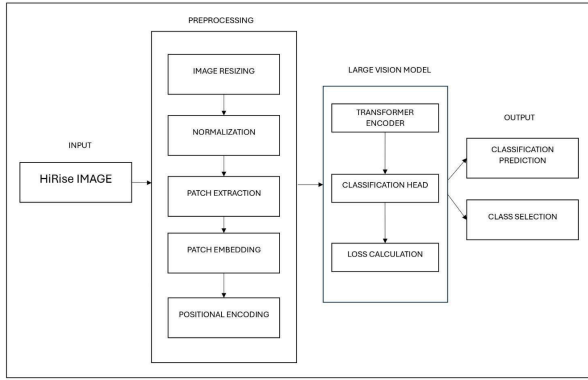 INPUT
HiRise IMAGE
PREPROCESSING
IMAGE RESIZING
NORMALIZATION
PATCH EXTRACTION
PATCH EMBEDDING
POSITIONAL ENCODING
LARGE VISION MODEL
TRANSFORMER
ENCODER
CLASSIFICATION HEAD
LOSS CALCULATION
OUTPUT
CLASSIFICATION
PREDICTION
CLASS SELECTION